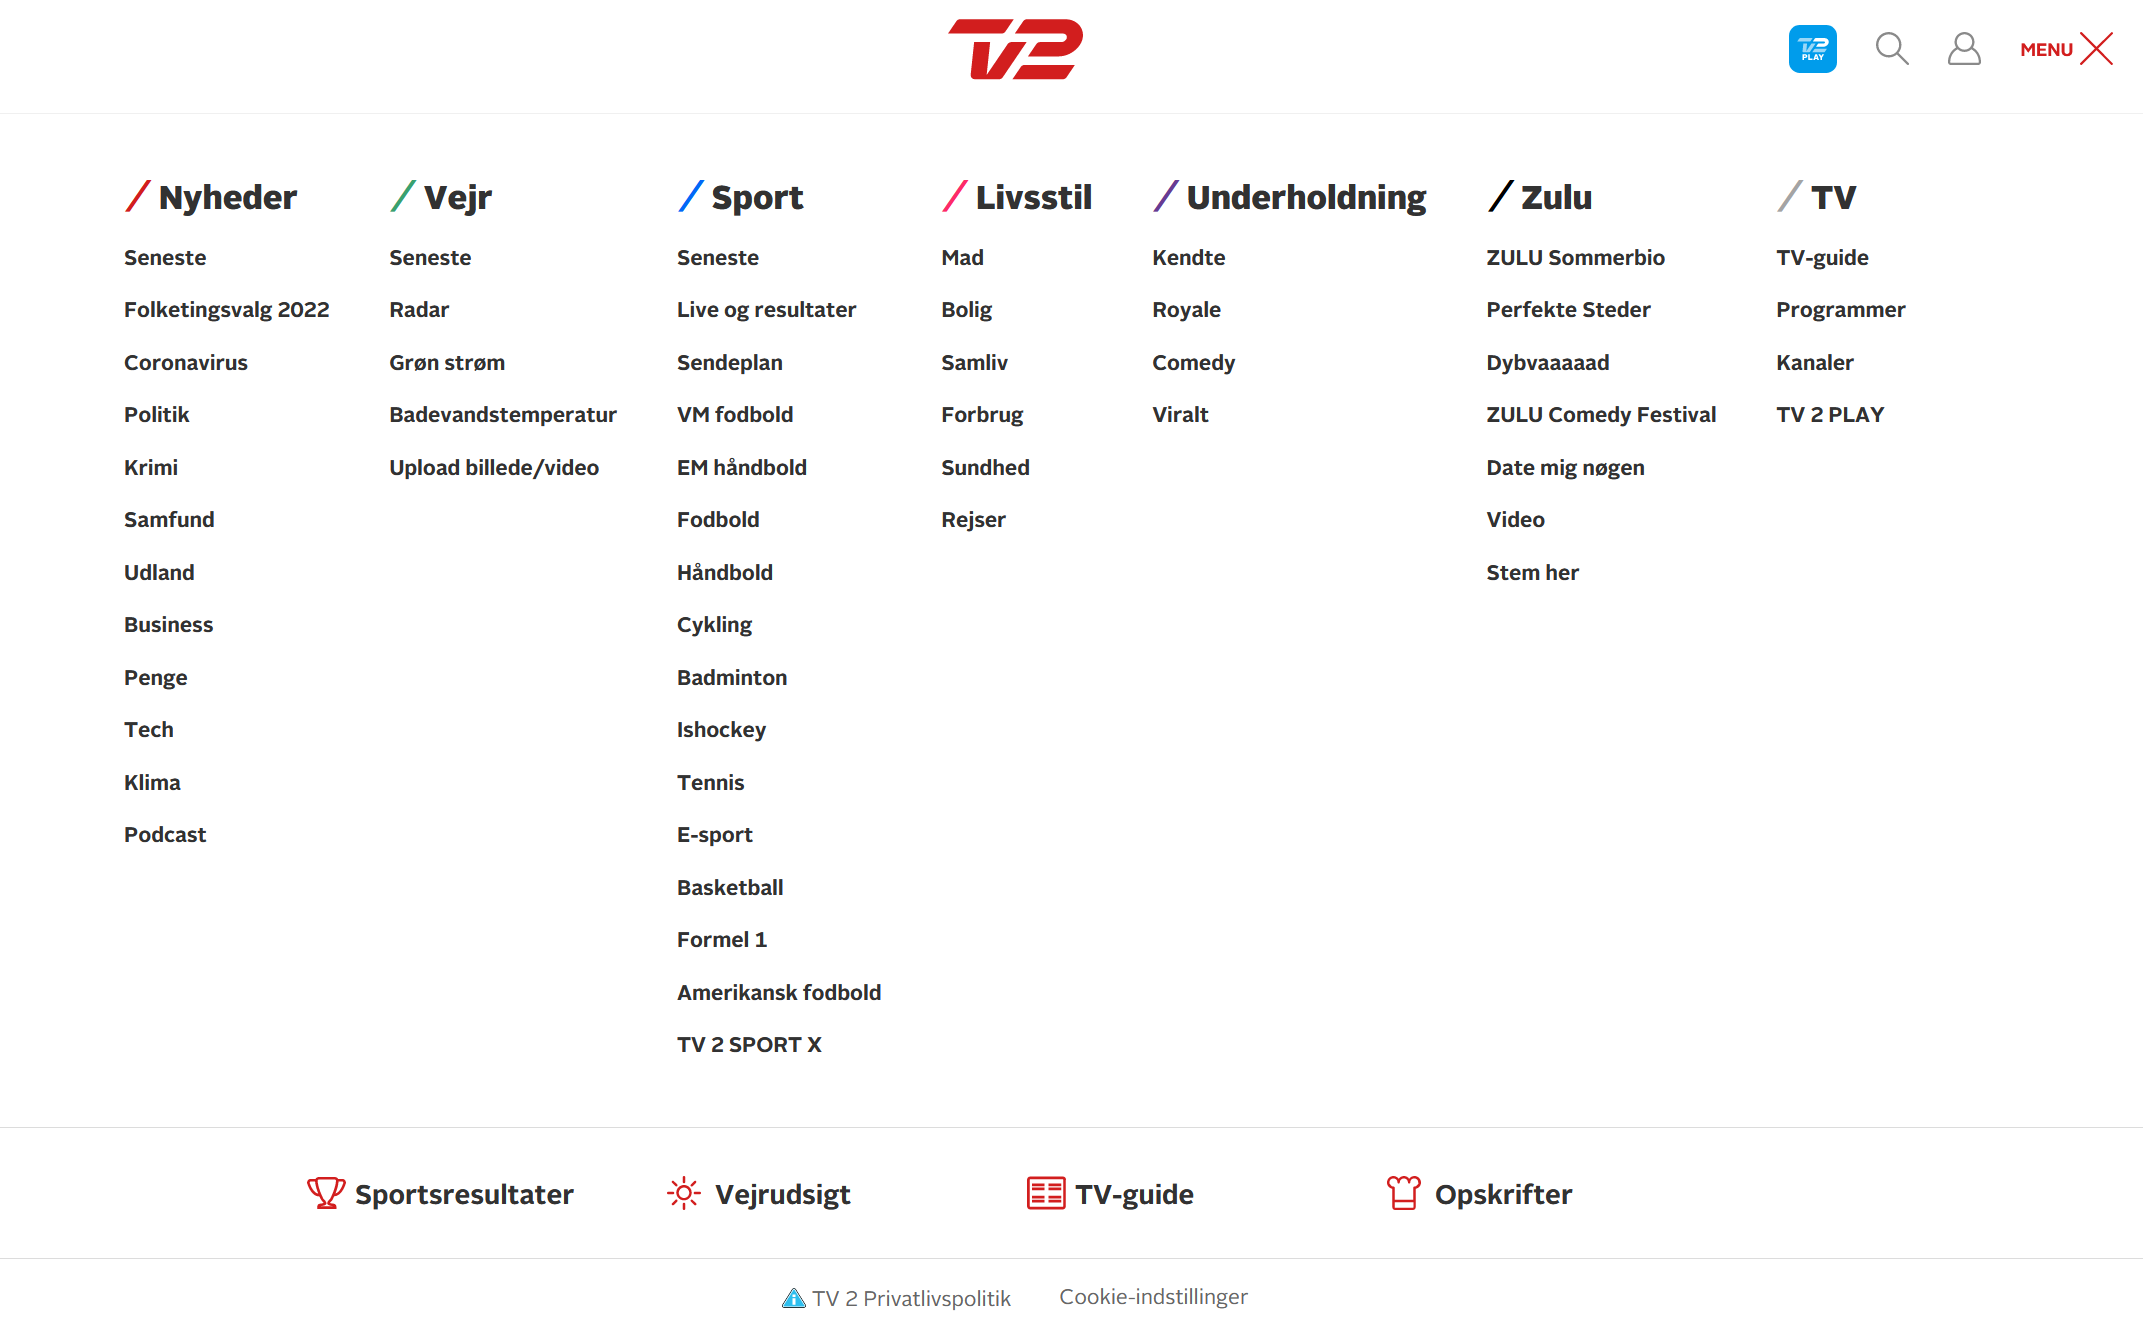 TV2
TV2 PLAY
MENU
Nyheder
Seneste
Folketingsvalg 2022
Coronavirus
Politik
Krimi
Samfund
Udland
Business
Penge
Tech
Klima
Podcast
Vejr
Seneste
Radar
Grøn strøm
Badevandstemperatur
Upload billede/video
Sport
Seneste
Live og resultater
Sendeplan
VM fodbold
EM håndbold
Fodbold
Håndbold
Cykling
Badminton
Ishockey
Tennis
E-sport
Basketball
Formel 1
Amerikansk fodbold
TV 2 SPORT X
Livsstil
Mad
Bolig
Samliv
Forbrug
Sundhed
Rejser
Underholdning
Kendte
Royale
Comedy
Viralt
Zulu
ZULU Sommerbio
Perfekte Steder
Dybvaaaaad
ZULU Comedy Festival
Date mig nøgen
Video
Stem her
TV
TV-guide
Programmer
Kanaler
TV 2 PLAY
Sportsresultater
Vejrudsigt
TV-guide
Opskrifter
TV 2 Privatlivspolitik
Cookie-indstillinger